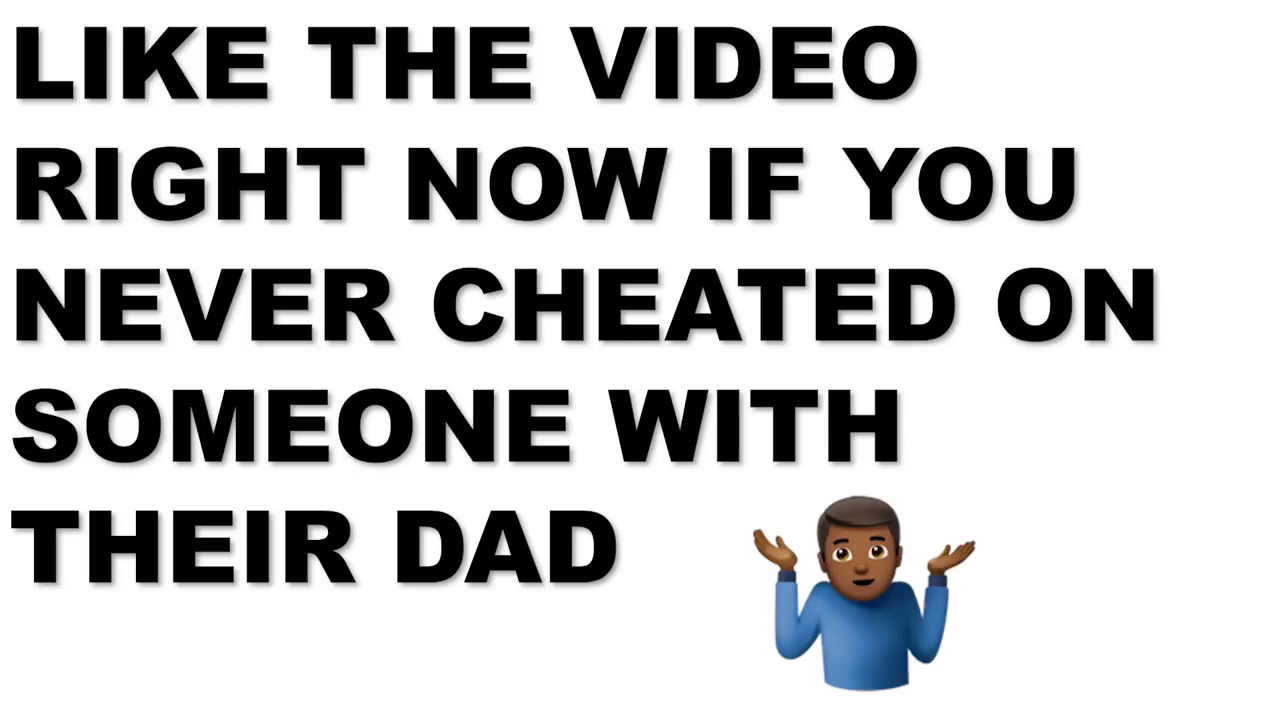 LIKE THE VIDEO
RIGHT NOW IF YOU
NEVER CHEATED ON
SOMEONE WITH
THEIR DAD